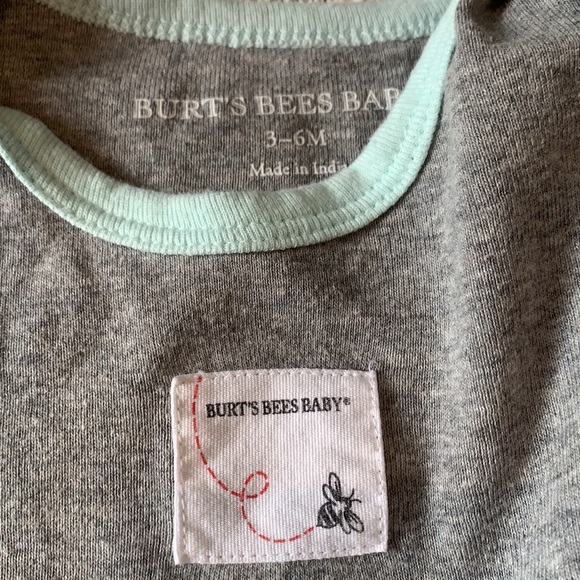 BURT'S BEES BAB
3–6M
Made in Indi
BURT'S BEES BABY®